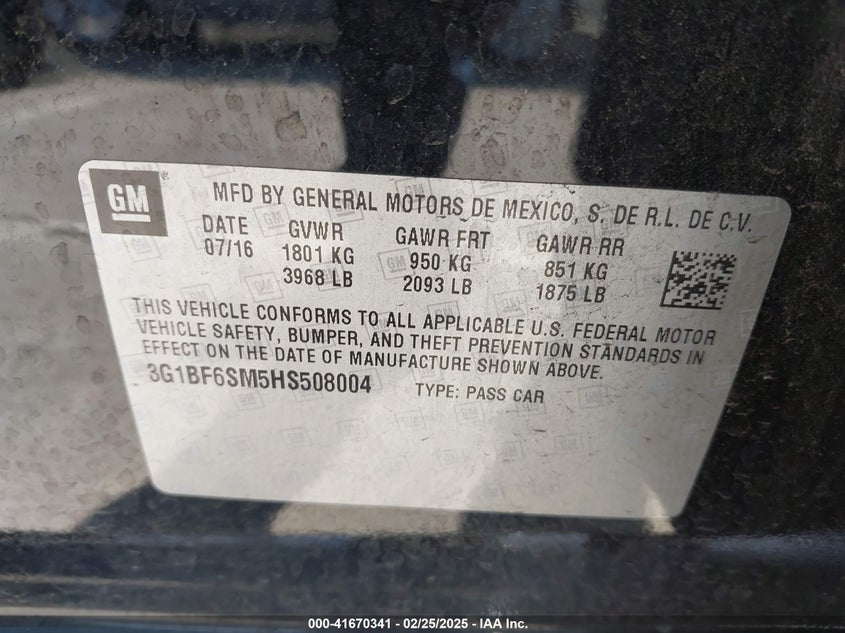 GM
®
MFD BY GENERAL MOTORS DE MEXICO, S. DE R.L. DE C.V.
DATE GVWR GAWR FRT GAWR RR
07/16 1801 KG 950 KG 851 KG
3968 LB 2093 LB 1875 LB
THIS VEHICLE CONFORMS TO ALL APPLICABLE U.S. FEDERAL MOTOR
VEHICLE SAFETY, BUMPER, AND THEFT PREVENTION STANDARDS IN
EFFECT ON THE DATE OF MANUFACTURE SHOWN ABOVE.
3G1BF6SM5HS508004 TYPE: PASS CAR
000-41670341 - 02/25/2025 - IAA Inc.